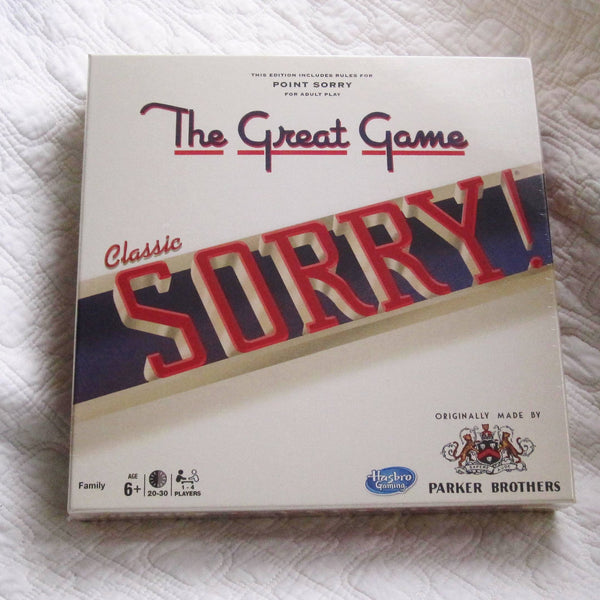 THIS EDITION INCLUDES RULES FOR
POINT SORRY
FOR ADULT PLAY
The Great Game
Classic
SORRY!
ORIGINALLY MADE BY
PARKER BROTHERS
Hasbro
Gaming
Family
AGE
6+
20-30
1 - 4
PLAYERS